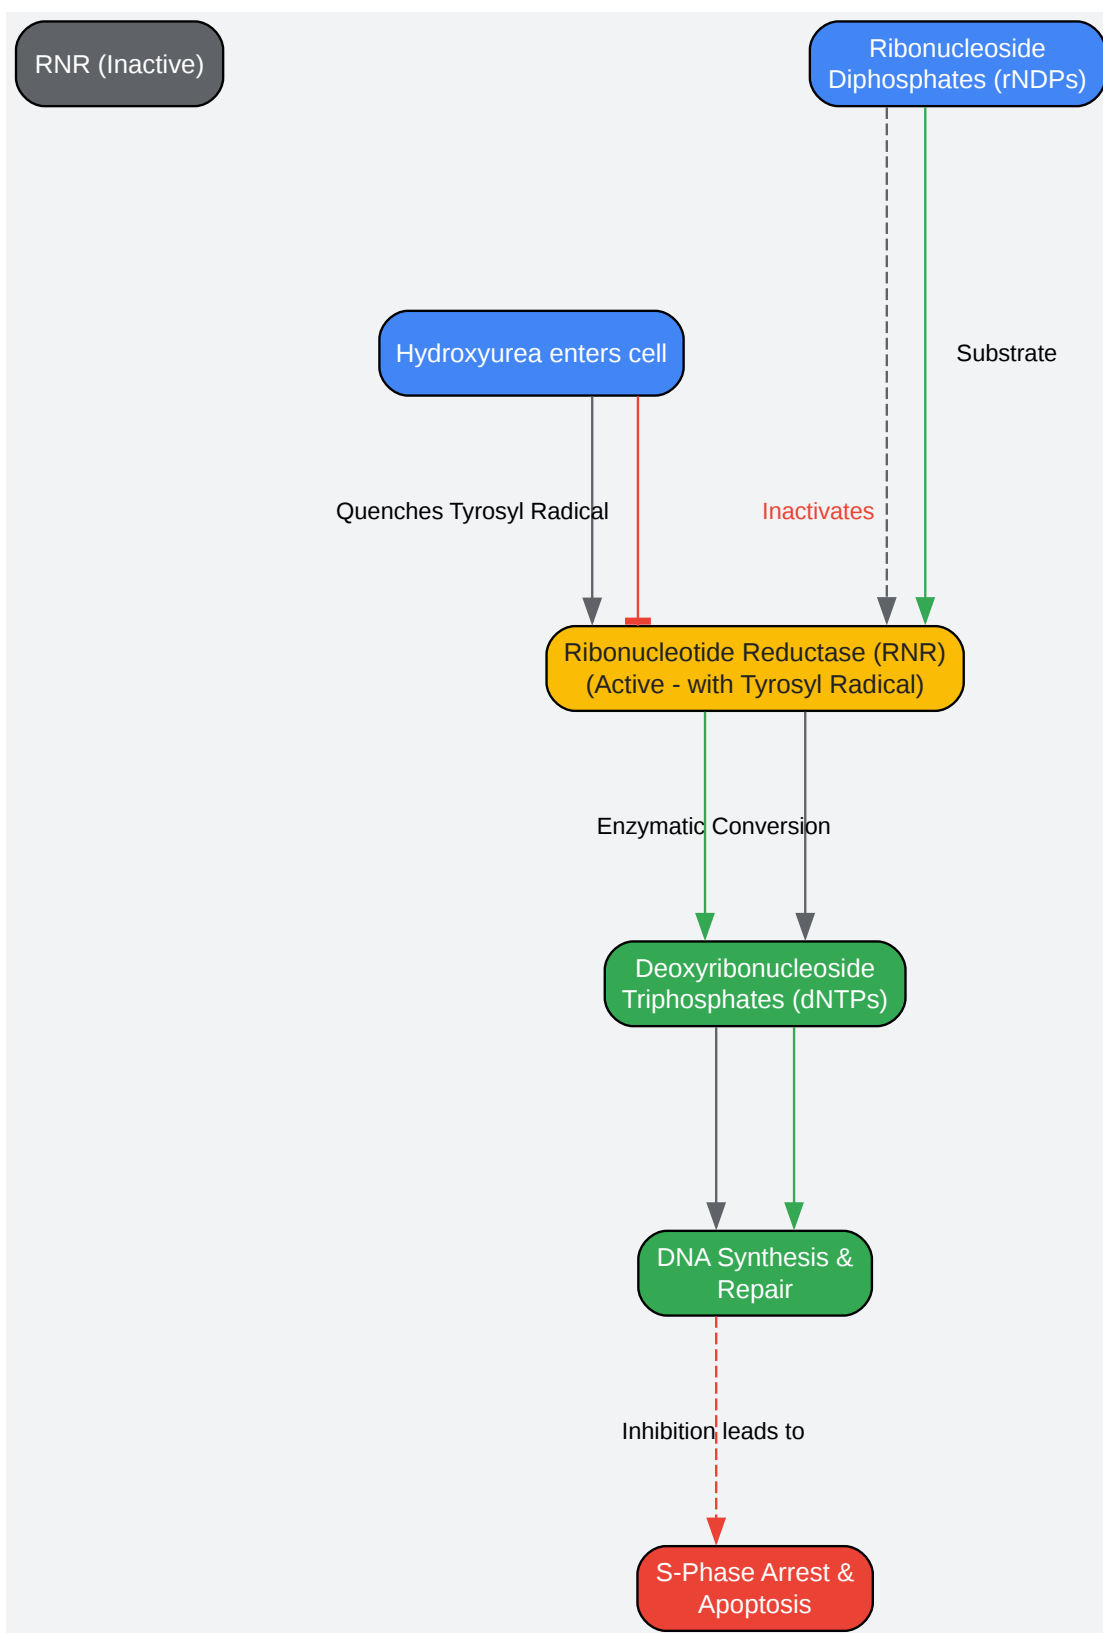 RNR (Inactive)
Ribonucleoside
Diphosphates (rNDPs)
Hydroxyurea enters cell
Substrate
Quenches Tyrosyl Radical
Inactivates
Ribonucleotide Reductase (RNR)
(Active - with Tyrosyl Radical)
Enzymatic Conversion
Deoxyribonucleoside
Triphosphates (dNTPs)
DNA Synthesis &
Repair
Inhibition leads to
S-Phase Arrest &
Apoptosis